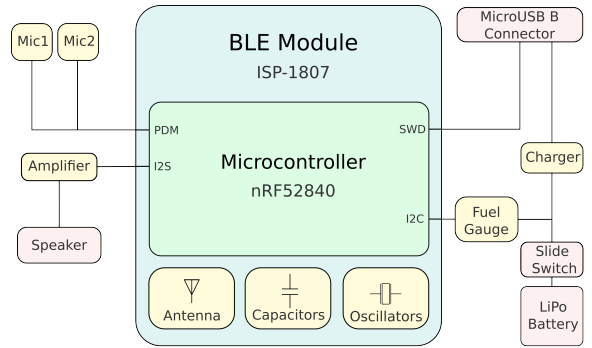 Mic1
Mic2
BLE Module
ISP-1807
MicroUSB B
Connector
PDM
SWD
I2S
Microcontroller
nRF52840
I2C
Amplifier
Speaker
Charger
Fuel
Gauge
Slide
Switch
LiPo
Battery
Antenna
Capacitors
Oscillators